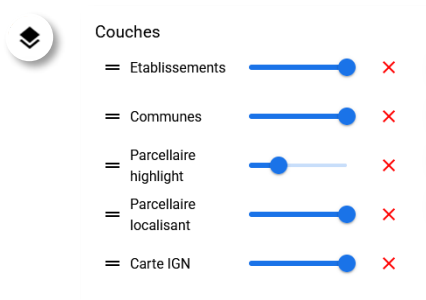 Couches
Etablissements
Communes
Parcellaire
highlight
Parcellaire
localisant
Carte IGN